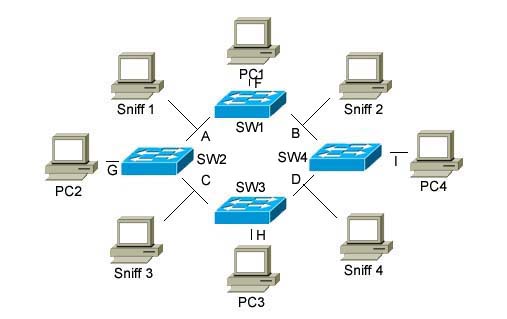 PC1
F
Sniff 1
Sniff 2
SW1
A
B
SW2
SW4
G
I
PC2
PC4
C
D
SW3
H
Sniff 3
Sniff 4
PC3